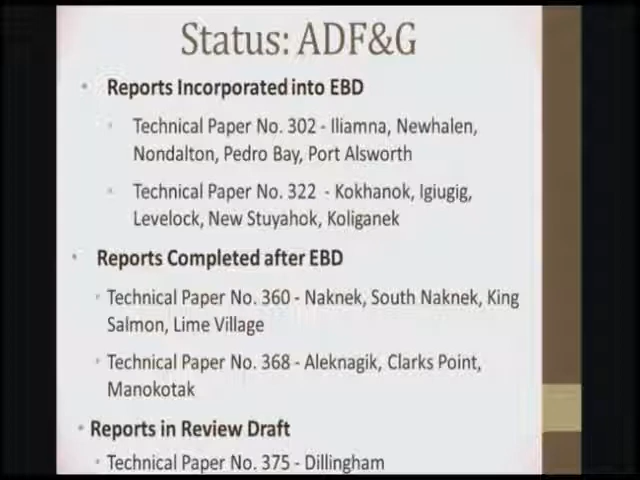 Status: ADF&G
• Reports Incorporated into EBD
• Technical Paper No. 302 - Iliamna, Newhalen,
Nondalton, Pedro Bay, Port Alsworth
• Technical Paper No. 322 - Kokhanok, Igiugig,
Levelock, New Stuyahok, Koliganek
• Reports Completed after EBD
• Technical Paper No. 360 - Naknek, South Naknek, King
Salmon, Lime Village
• Technical Paper No. 368 - Aleknagik, Clarks Point,
Manokotak
• Reports in Review Draft
• Technical Paper No. 375 - Dillingham